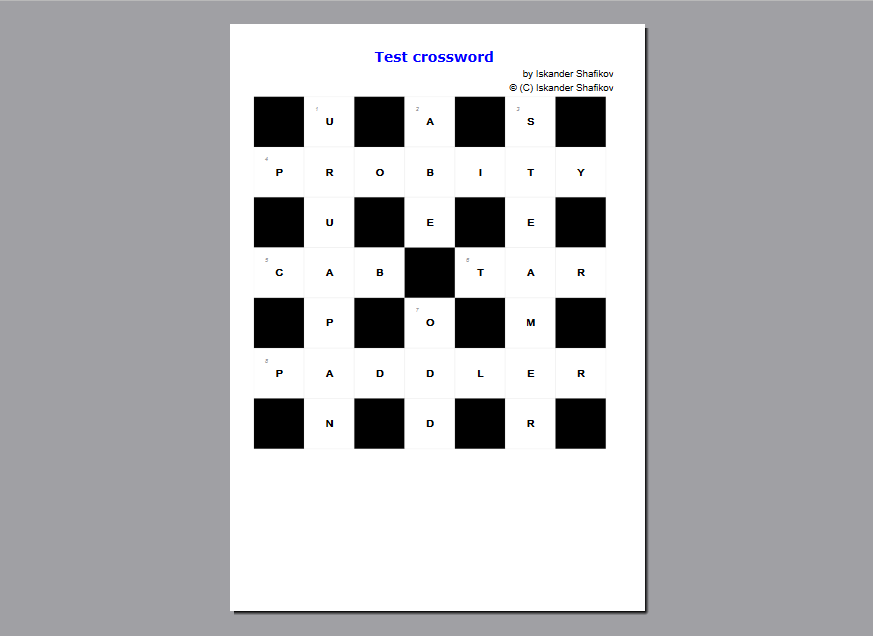 Test crossword
by Iskander Shafikov
© (C) Iskander Shafikov
1 U 2 A 3 S
4 P R O B I T Y
U E E
5 C A B 6 T A R
P 7 O M
8 P A D D L E R
N D R